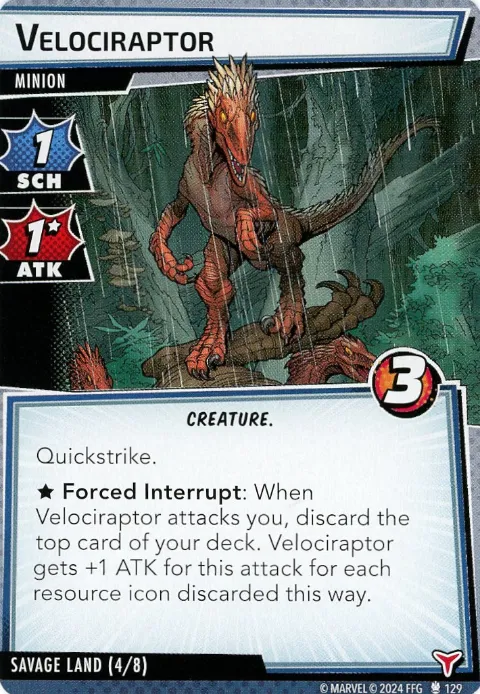 VELOCIRAPTOR
MINION
1
SCH
1★
ATK
3
CREATURE.
Quickstrike.
★ Forced Interrupt: When
Velociraptor attacks you, discard the
top card of your deck. Velociraptor
gets +1 ATK for this attack for each
resource icon discarded this way.
SAVAGE LAND (4/8)
© MARVEL © 2024 FFG 129